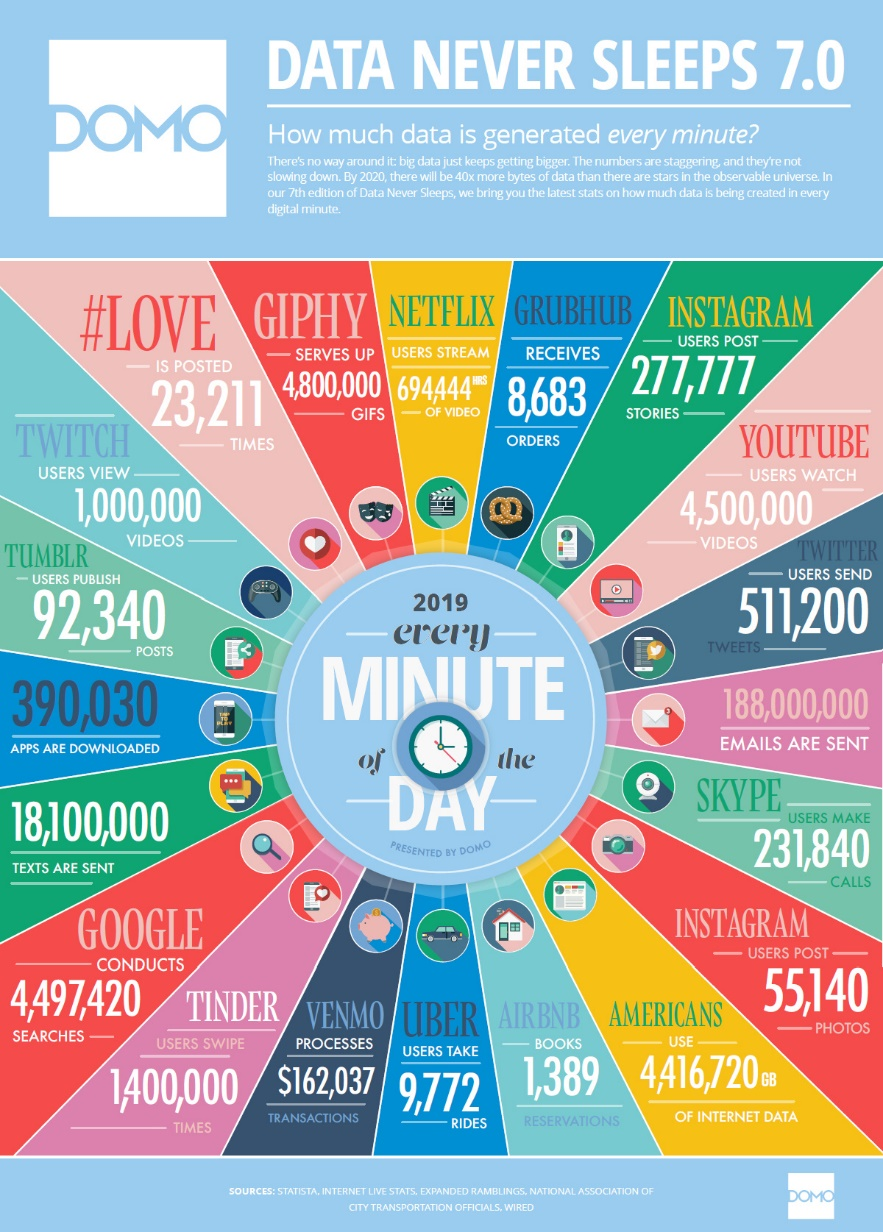 DOMO
DATA NEVER SLEEPS 7.0
How much data is generated every minute?
There's no way around it: big data just keeps getting bigger. The numbers are staggering, and they're not
slowing down. By 2020, there will be 40x more bytes of data than there are stars in the observable universe. In
our 7th edition of Data Never Sleeps, we bring you the latest stats on how much data is being created in every
digital minute.
#LOVE
IS POSTED
23,211
TIMES
GIPHY
SERVES UP
4,800,000
GIFS
NETFLIX
USERS STREAM
694,444 HRS
OF VIDEO
GRUBHUB
RECEIVES
8,683
ORDERS
INSTAGRAM
USERS POST
277,777
STORIES
YOUTUBE
USERS WATCH
4,500,000
VIDEOS
TWITTER
USERS SEND
511,200
TWEETS
188,000,000
EMAILS ARE SENT
SKYPE
USERS MAKE
231,840
CALLS
INSTAGRAM
USERS POST
55,140
PHOTOS
AMERICANS
USE
4,416,720 GB
OF INTERNET DATA
AIRBNB
BOOKS
1,389
RESERVATIONS
UBER
USERS TAKE
9,772
RIDES
VENMO
PROCESSES
$162,037
TRANSACTIONS
TINDER
USERS SWIPE
1,400,000
TIMES
GOOGLE
CONDUCTS
4,497,420
SEARCHES
18,100,000
TEXTS ARE SENT
390,030
APPS ARE DOWNLOADED
TUMBLR
USERS PUBLISH
92,340
POSTS
TWITCH
USERS VIEW
1,000,000
VIDEOS
2019
every
MINUTE
of the
DAY
PRESENTED BY DOMO
SOURCES: STATISTA, INTERNET LIVE STATS, EXPANDED RAMBLINGS, NATIONAL ASSOCIATION OF
CITY TRANSPORTATION OFFICIALS, WIRED
DOMO